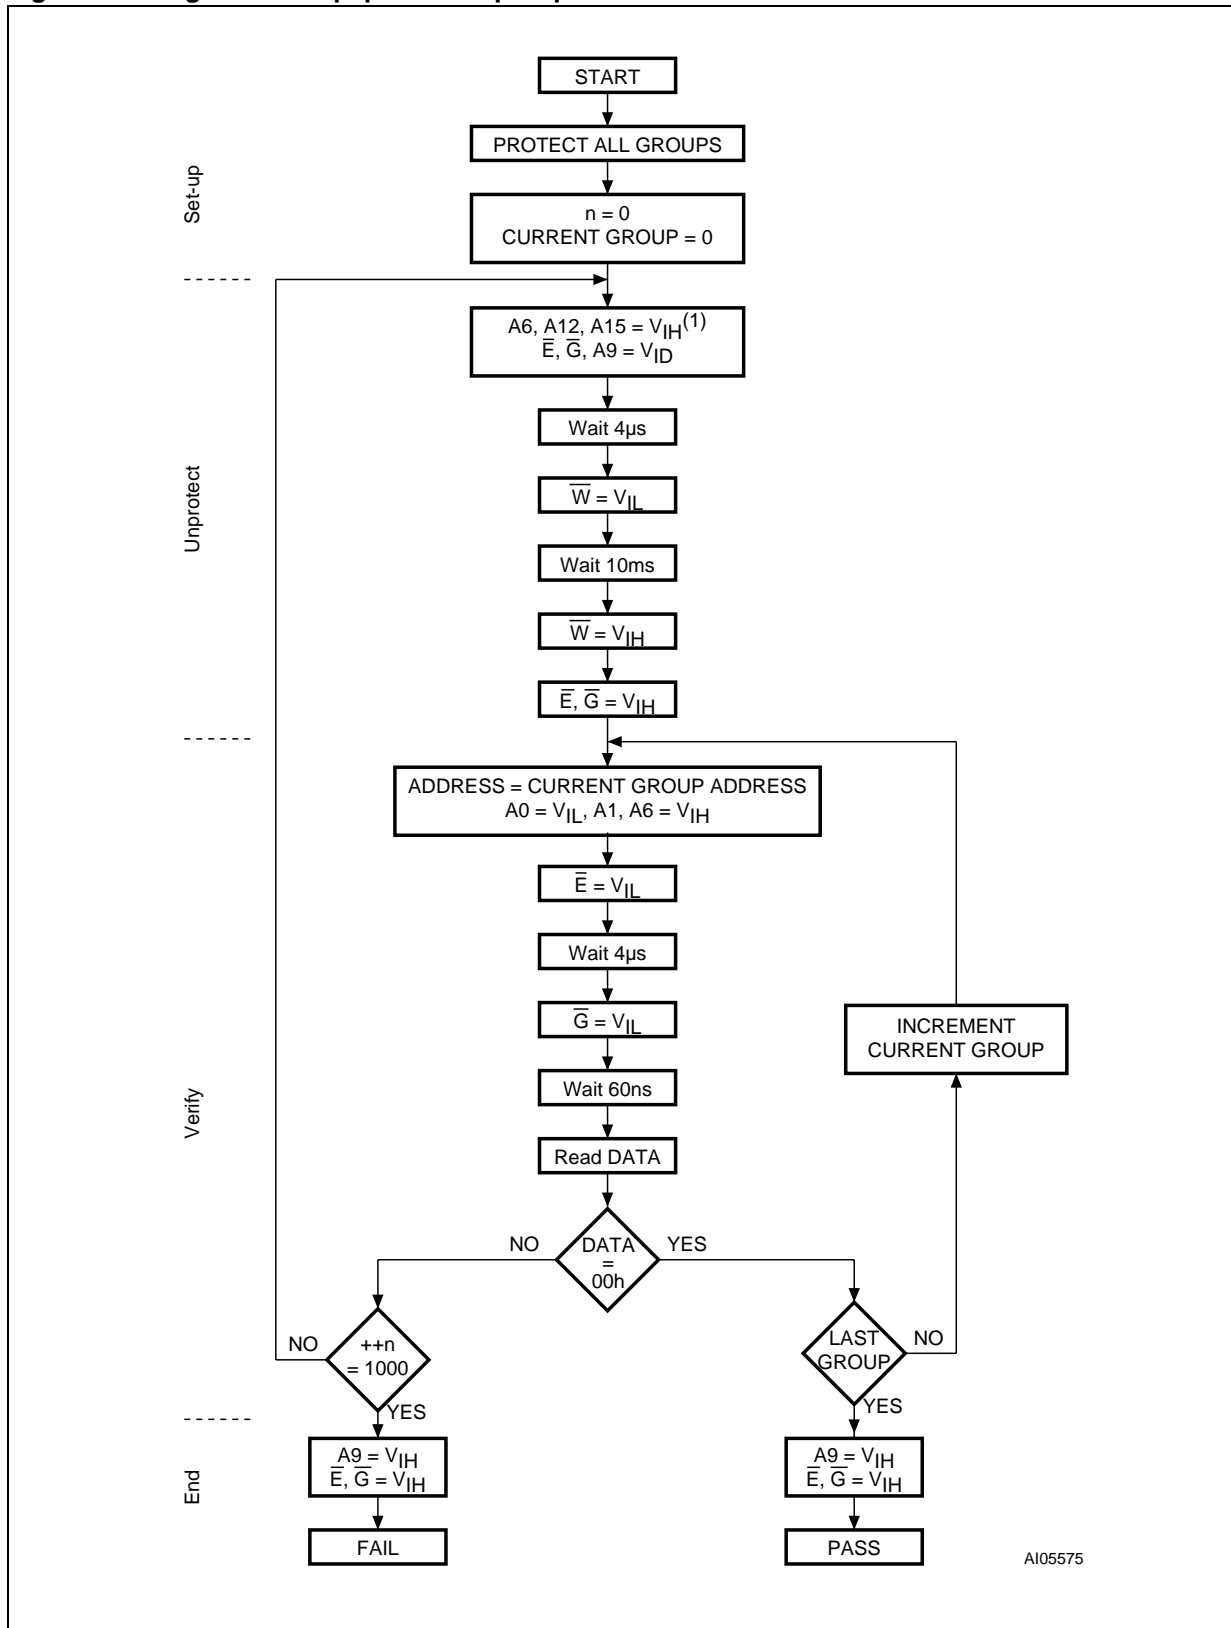 START
PROTECT ALL GROUPS
Set-up
n = 0
CURRENT GROUP = 0
A6, A12, A15 = VIH(1)
E̅, G̅, A9 = VID
Wait 4µs
Unprotect
W̅ = VIL
Wait 10ms
W̅ = VIH
E̅, G̅ = VIH
ADDRESS = CURRENT GROUP ADDRESS
A0 = VIL, A1, A6 = VIH
E̅ = VIL
Wait 4µs
G̅ = VIL
INCREMENT
CURRENT GROUP
Wait 60ns
Verify
Read DATA
NO
DATA
=
00h
YES
NO
++n
= 1000
LAST
GROUP
NO
YES
YES
End
A9 = VIH
E̅, G̅ = VIH
A9 = VIH
E̅, G̅ = VIH
FAIL
PASS
AI05575